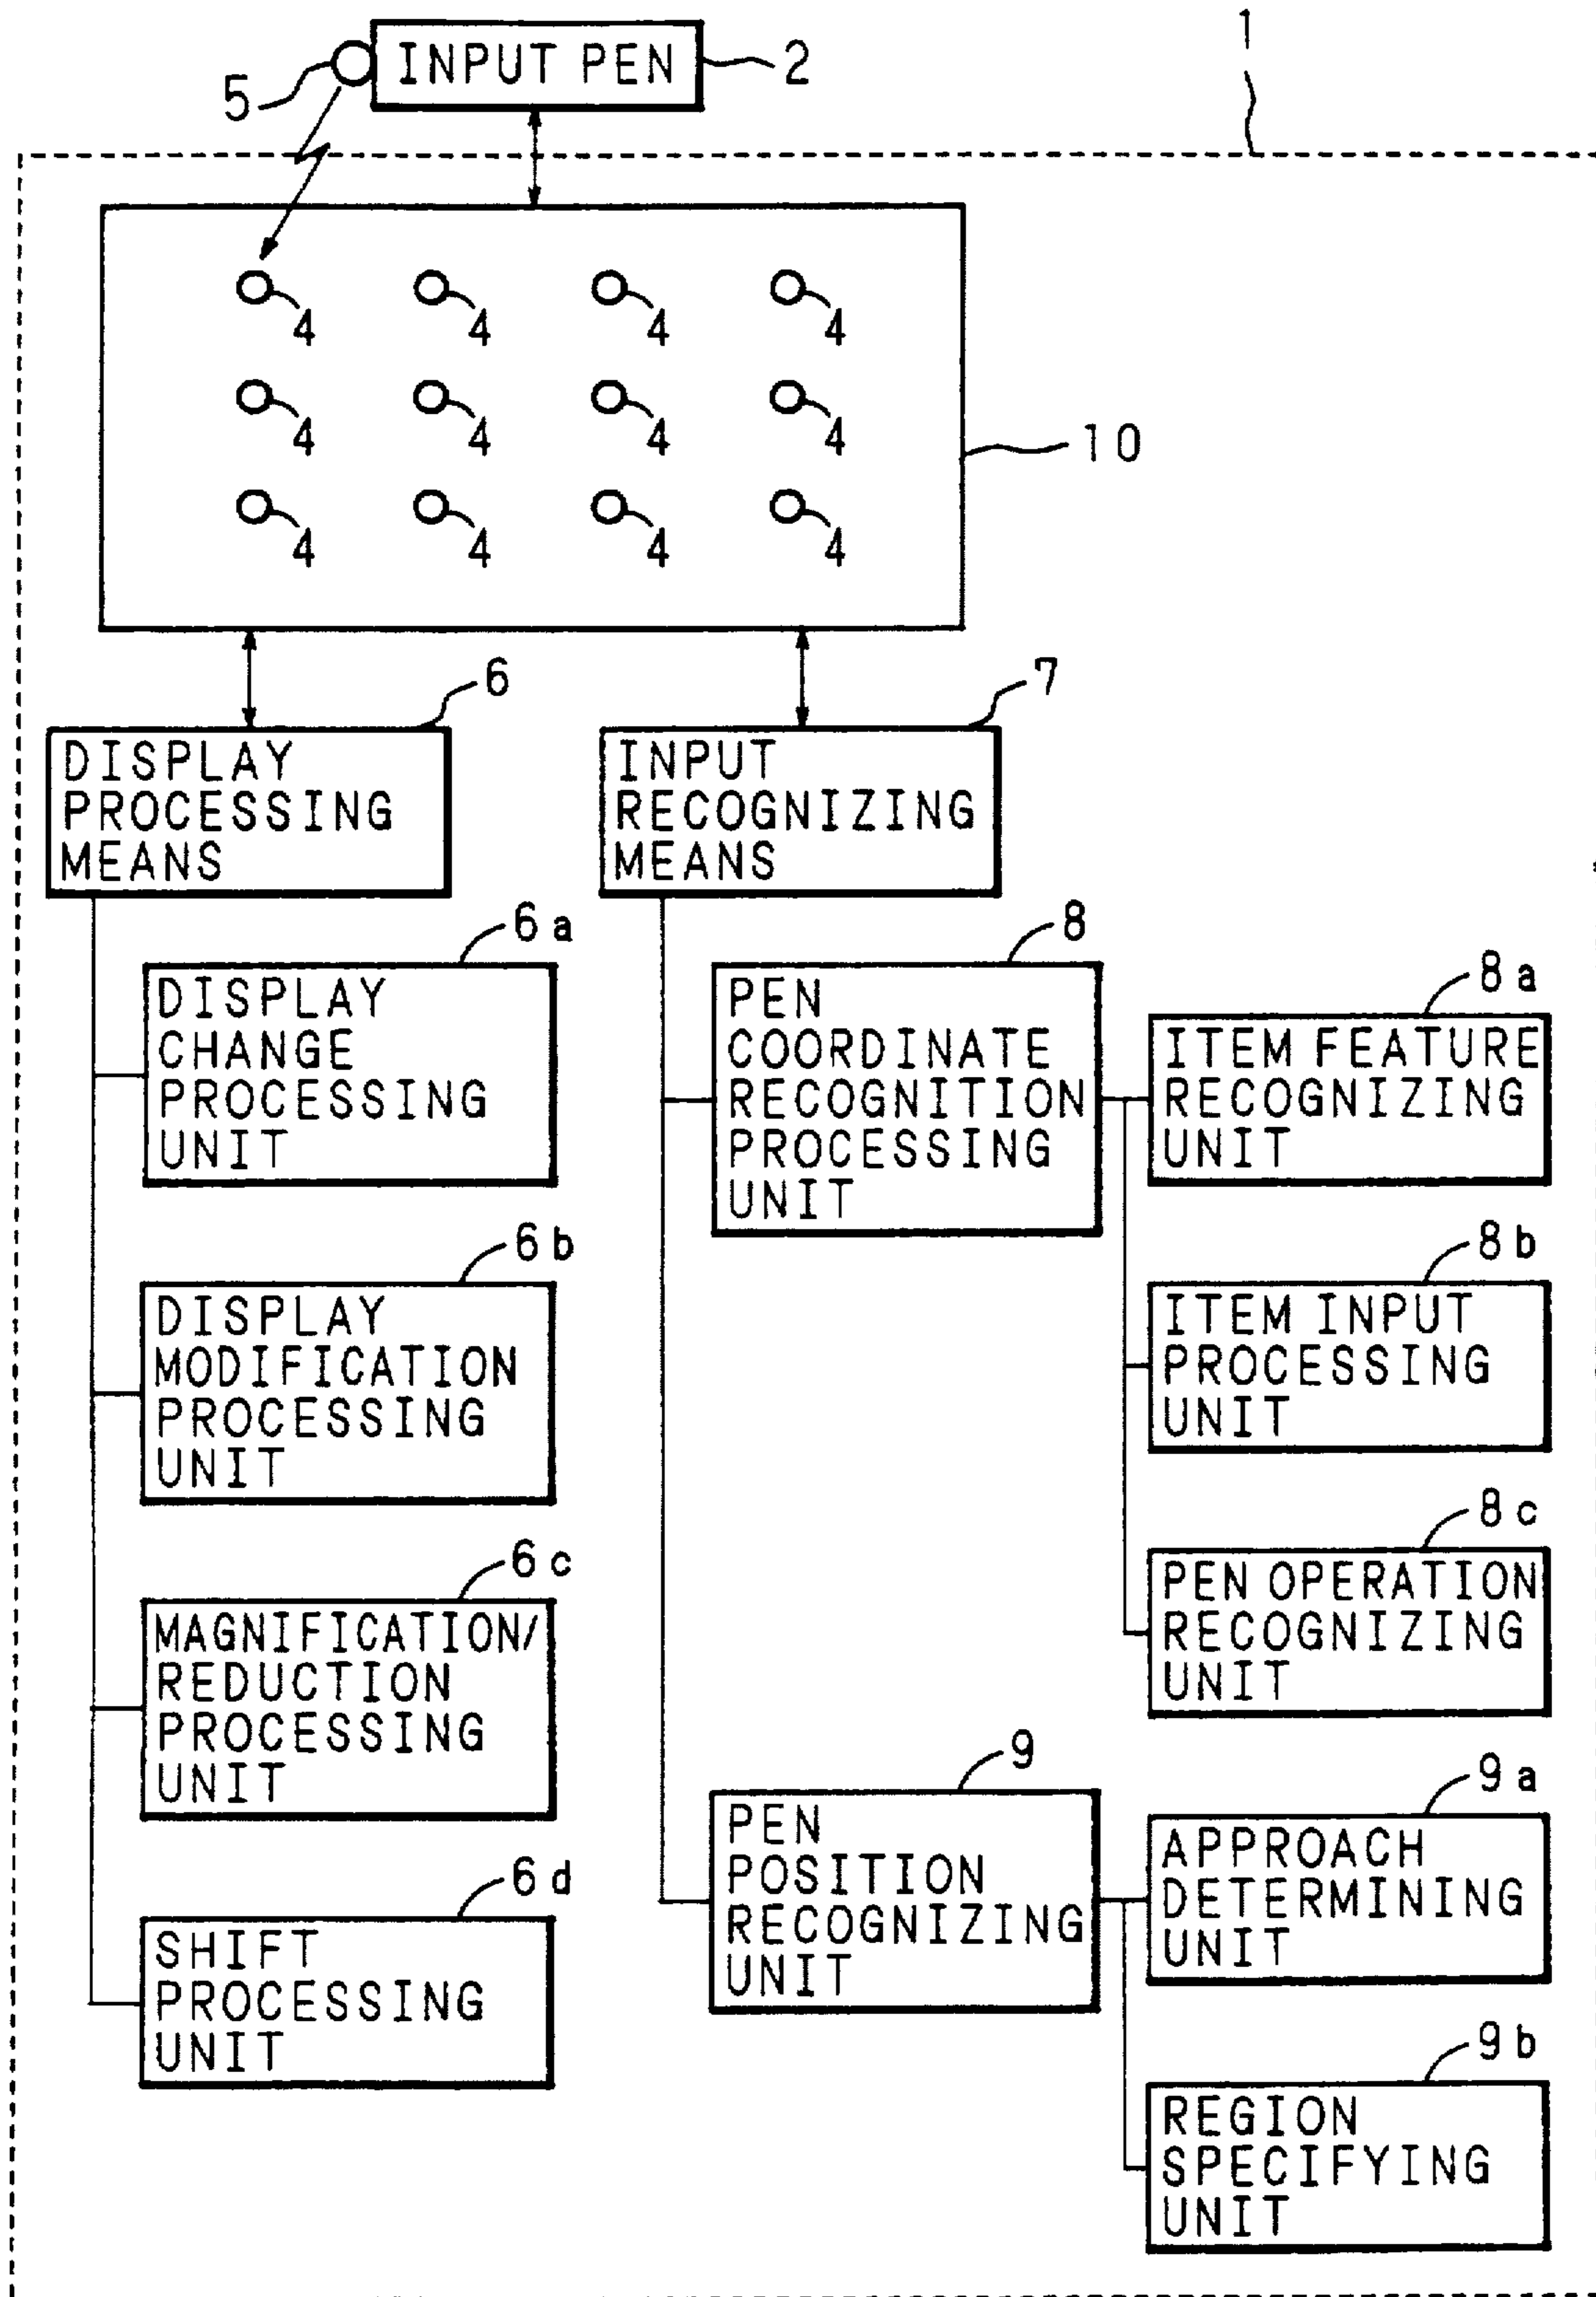 1
5
INPUT PEN
2
4 4 4 4
4 4 4 4
10
4 4 4 4
6
7
DISPLAY
PROCESSING
MEANS
INPUT
RECOGNIZING
MEANS
6a
DISPLAY
CHANGE
PROCESSING
UNIT
8
PEN
COORDINATE
RECOGNITION
PROCESSING
UNIT
8a
ITEM FEATURE
RECOGNIZING
UNIT
6b
DISPLAY
MODIFICATION
PROCESSING
UNIT
8b
ITEM INPUT
PROCESSING
UNIT
6c
MAGNIFICATION/
REDUCTION
PROCESSING
UNIT
8c
PEN OPERATION
RECOGNIZING
UNIT
6d
SHIFT
PROCESSING
UNIT
9
PEN
POSITION
RECOGNIZING
UNIT
9a
APPROACH
DETERMINING
UNIT
9b
REGION
SPECIFYING
UNIT